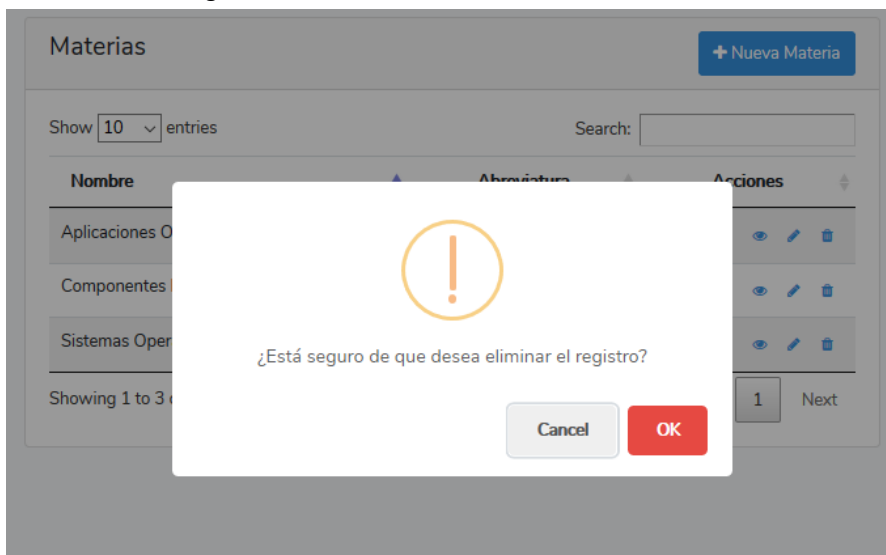 Materias
+ Nueva Materia
Show 10 entries
Search:
Nombre Abreviatura Acciones
Aplicaciones O
Componentes
Sistemas Oper
¿Está seguro de que desea eliminar el registro?
Cancel OK
Showing 1 to 3
1 Next